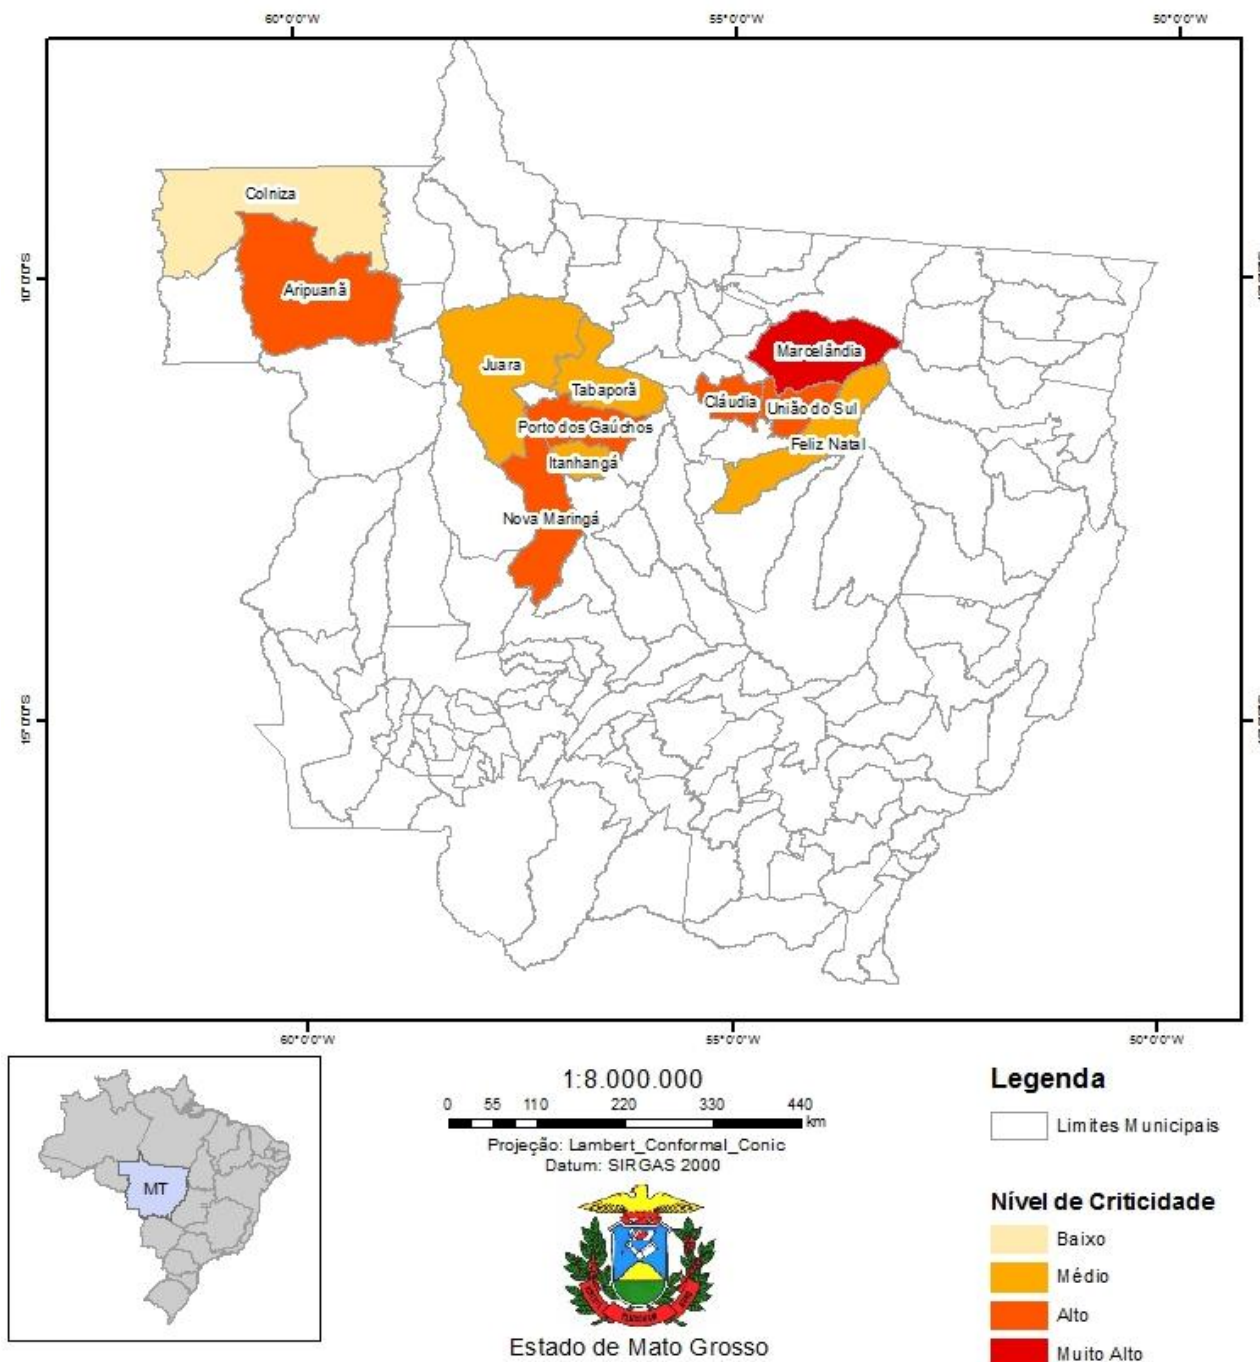 60°0'0"W
55°0'0"W
50°0'0"W
Colniza
10°0'0"S
Aripuanã
Marcelândia
Juara
Tabaporã
Cláudia
União do Sul
Porto dos Gaúchos
Feliz Natal
Itanhangá
Nova Maringá
15°0'0"S
60°0'0"W
55°0'0"W
50°0'0"W
MT
1:8.000.000
0 55 110 220 330 440
km
Projeção: Lambert_Conformal_Conic
Datum: SIRGAS 2000
Estado de Mato Grosso
Legenda
Limites Municipais
Nível de Criticidade
Baixo
Médio
Alto
Muito Alto